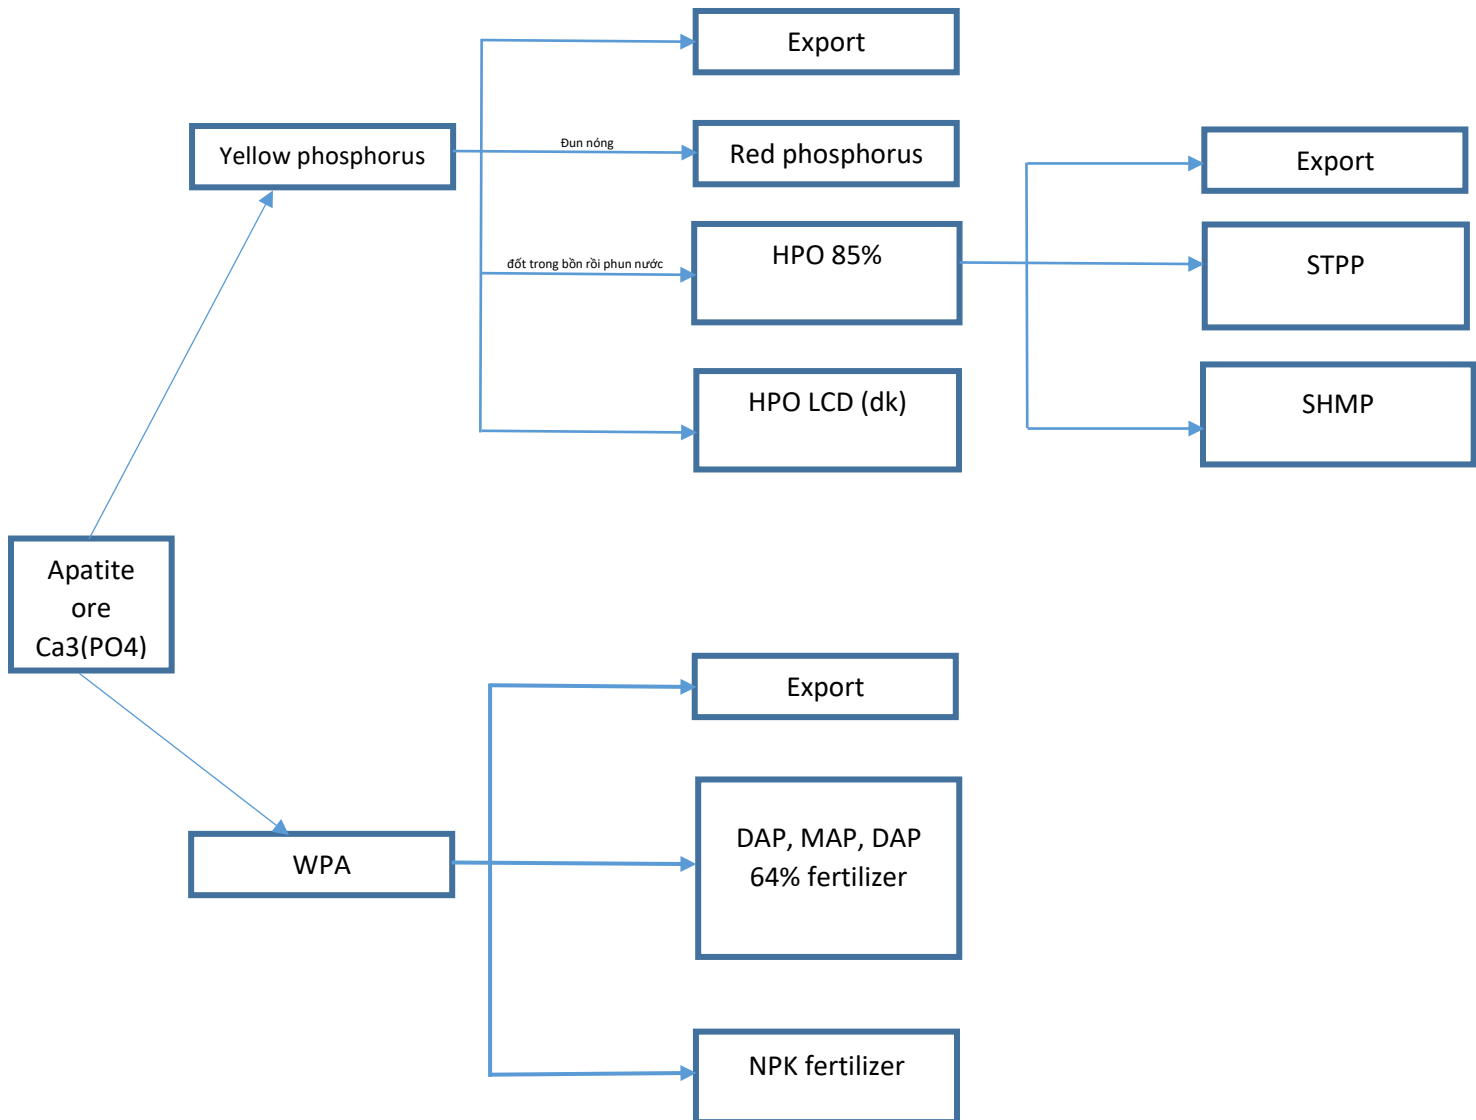 Export
Yellow phosphorus
Đun nóng
Red phosphorus
Export
đốt trong bồn rồi phun nước
HPO 85%
STPP
HPO LCD (dk)
SHMP
Apatite
ore
Ca3(PO4)
Export
WPA
DAP, MAP, DAP
64% fertilizer
NPK fertilizer